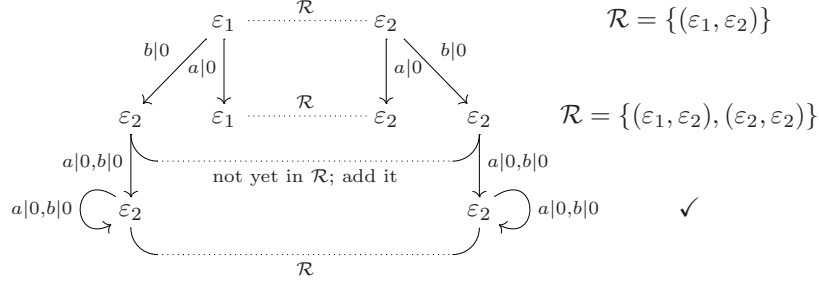 ε₁ ℛ ε₂ ℛ = {(ε₁, ε₂)}
b|0 a|0 a|0 b|0
ε₂ ε₁ ℛ ε₂ ε₂ ℛ = {(ε₁, ε₂), (ε₂, ε₂)}
a|0,b|0 a|0,b|0
not yet in ℛ; add it
a|0,b|0 ε₂ ε₂ a|0,b|0 ✓
ℛ